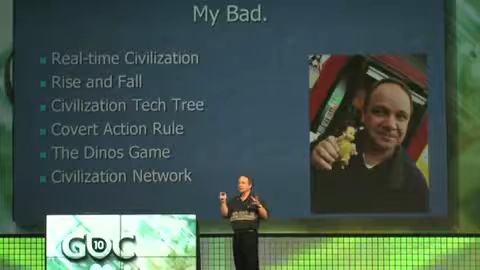 My Bad.
Real-time Civilization
Rise and Fall
Civilization Tech Tree
Covert Action Rule
The Dinos Game
Civilization Network
GDC 10